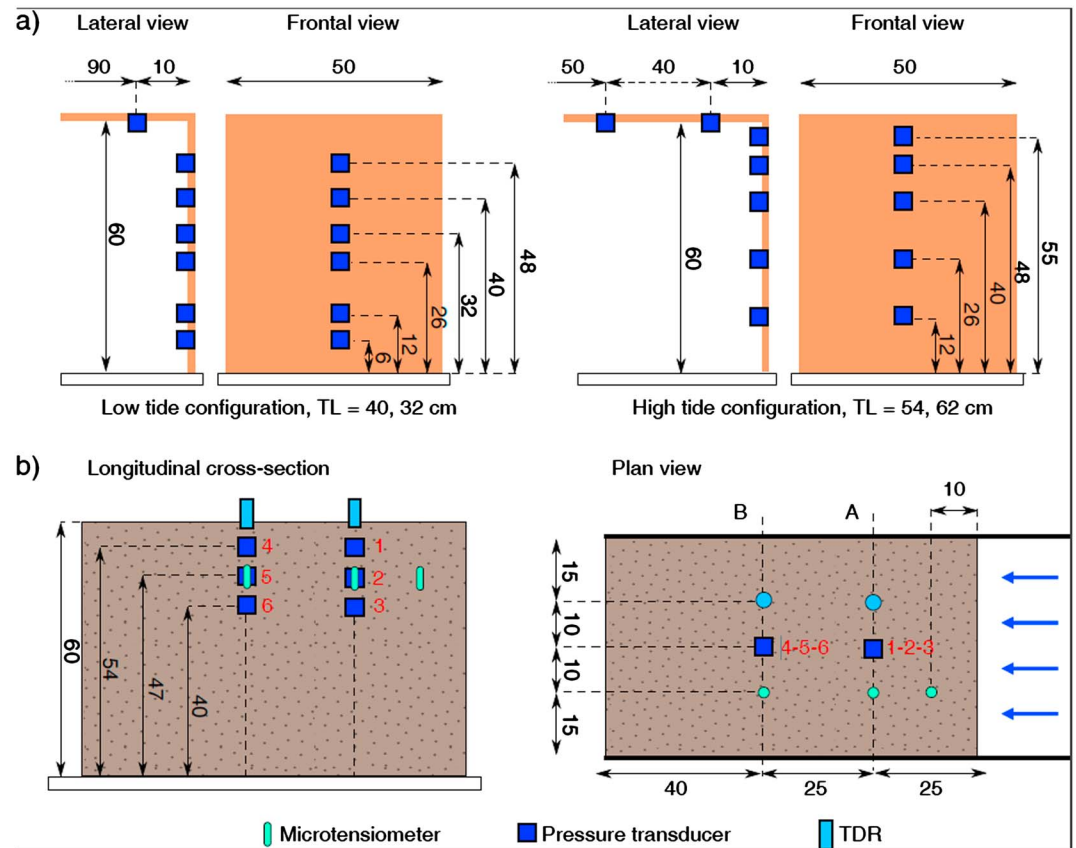 a)
Lateral view
Frontal view
Lateral view
Frontal view
90
10
50
50
40
10
50
60
6
12
26
32
40
48
60
12
26
40
48
55
Low tide configuration, TL = 40, 32 cm
High tide configuration, TL = 54, 62 cm
b)
Longitudinal cross-section
Plan view
4
1
5
2
6
3
60
54
47
40
B
A
10
15
10
10
15
4-5-6
1-2-3
40
25
25
Microtensiometer
Pressure transducer
TDR